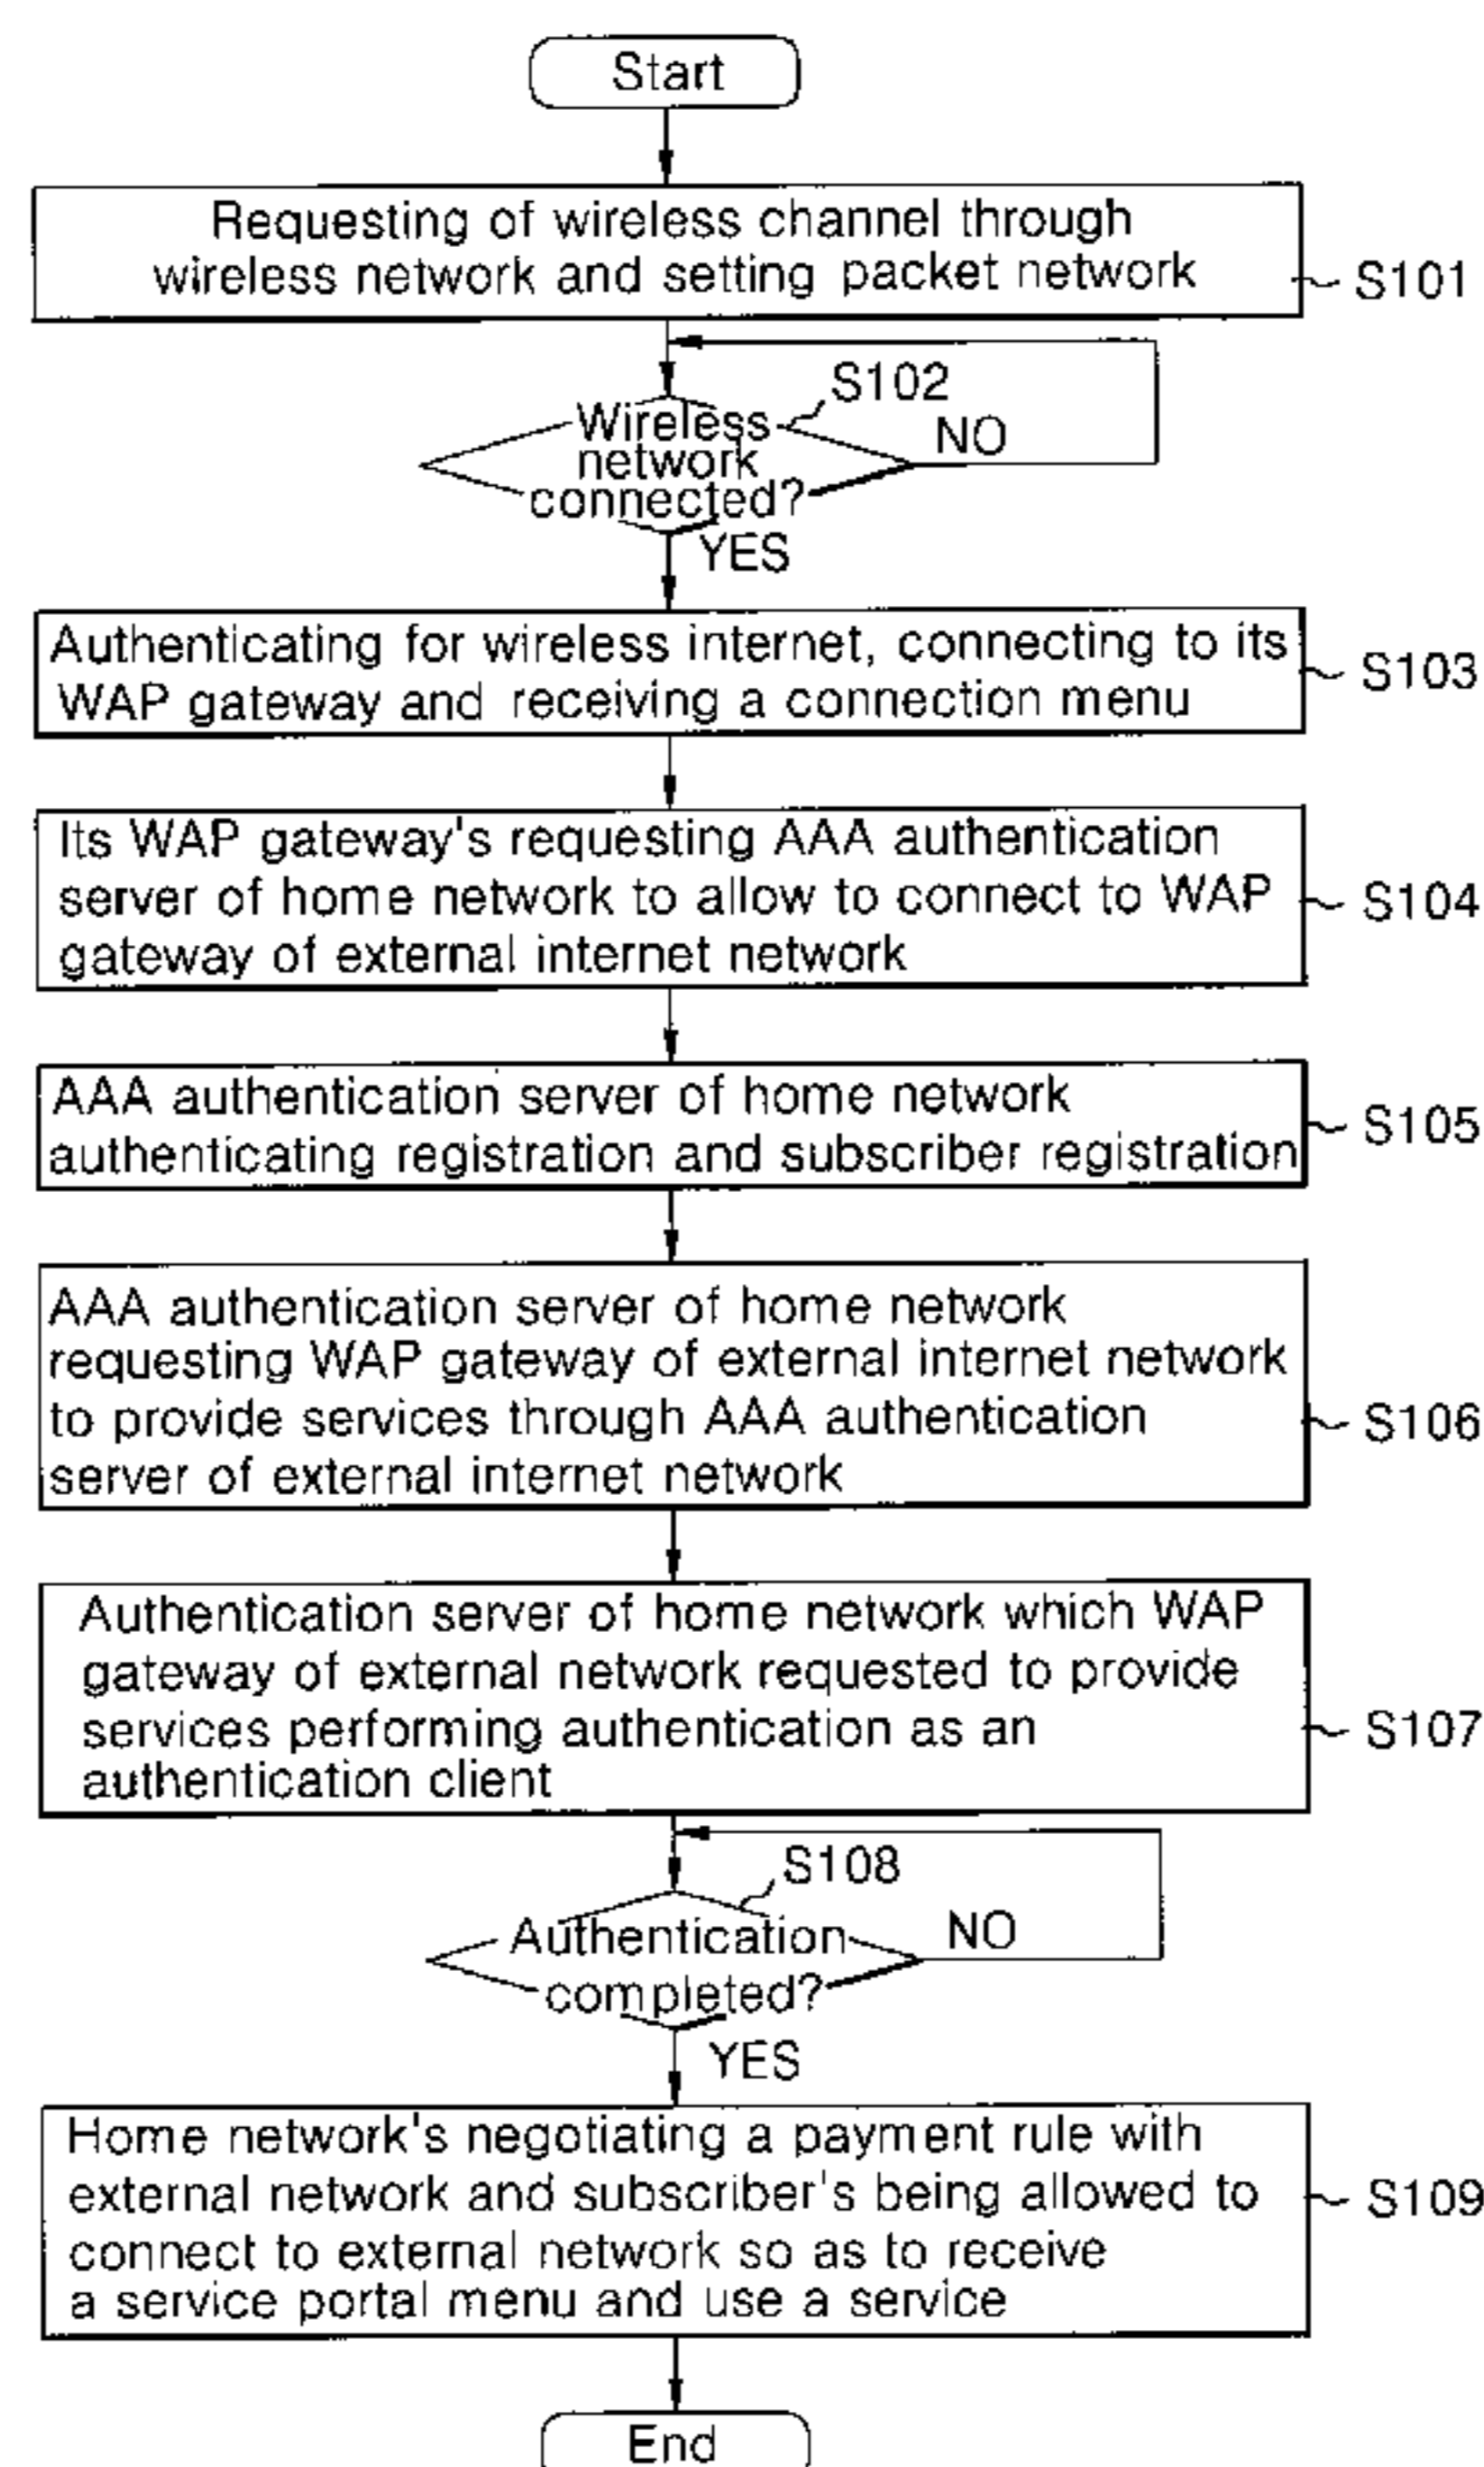 Start
Requesting of wireless channel through
wireless network and setting packet network
S101
S102
Wireless
network
connected?
NO
YES
Authenticating for wireless internet, connecting to its
WAP gateway and receiving a connection menu
S103
Its WAP gateway's requesting AAA authentication
server of home network to allow to connect to WAP
gateway of external internet network
S104
AAA authentication server of home network
authenticating registration and subscriber registration
S105
AAA authentication server of home network
requesting WAP gateway of external internet network
to provide services through AAA authentication
server of external internet network
S106
Authentication server of home network which WAP
gateway of external network requested to provide
services performing authentication as an
authentication client
S107
S108
Authentication
completed?
NO
YES
Home network's negotiating a payment rule with
external network and subscriber's being allowed to
connect to external network so as to receive
a service portal menu and use a service
S109
End